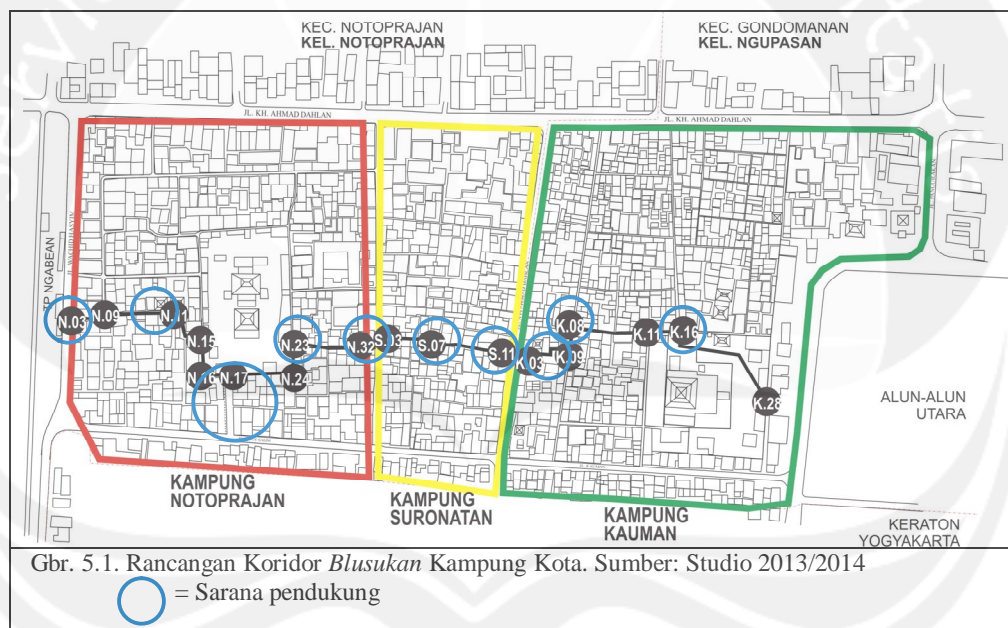 KEC. NOTOPRAJAN
KEL. NOTOPRAJAN
KEC. GONDOMANAN
KEL. NGUPASAN
JL. KH. AHMAD DAHLAN
JL. KH. AHMAD DAHLAN
TP NGABEAN
N.03
N.09
N.11
N.15
N.16
N.17
N.23
N.24
N.32
S.03
S.07
S.11
K.03
K.08
K.09
K.11
K.16
K.28
ALUN-ALUN
UTARA
KAMPUNG
NOTOPRAJAN
KAMPUNG
SURONATAN
KAMPUNG
KAUMAN
KERATON
YOGYAKARTA
Gbr. 5.1. Rancangan Koridor Blusukan Kampung Kota. Sumber: Studio 2013/2014
= Sarana pendukung